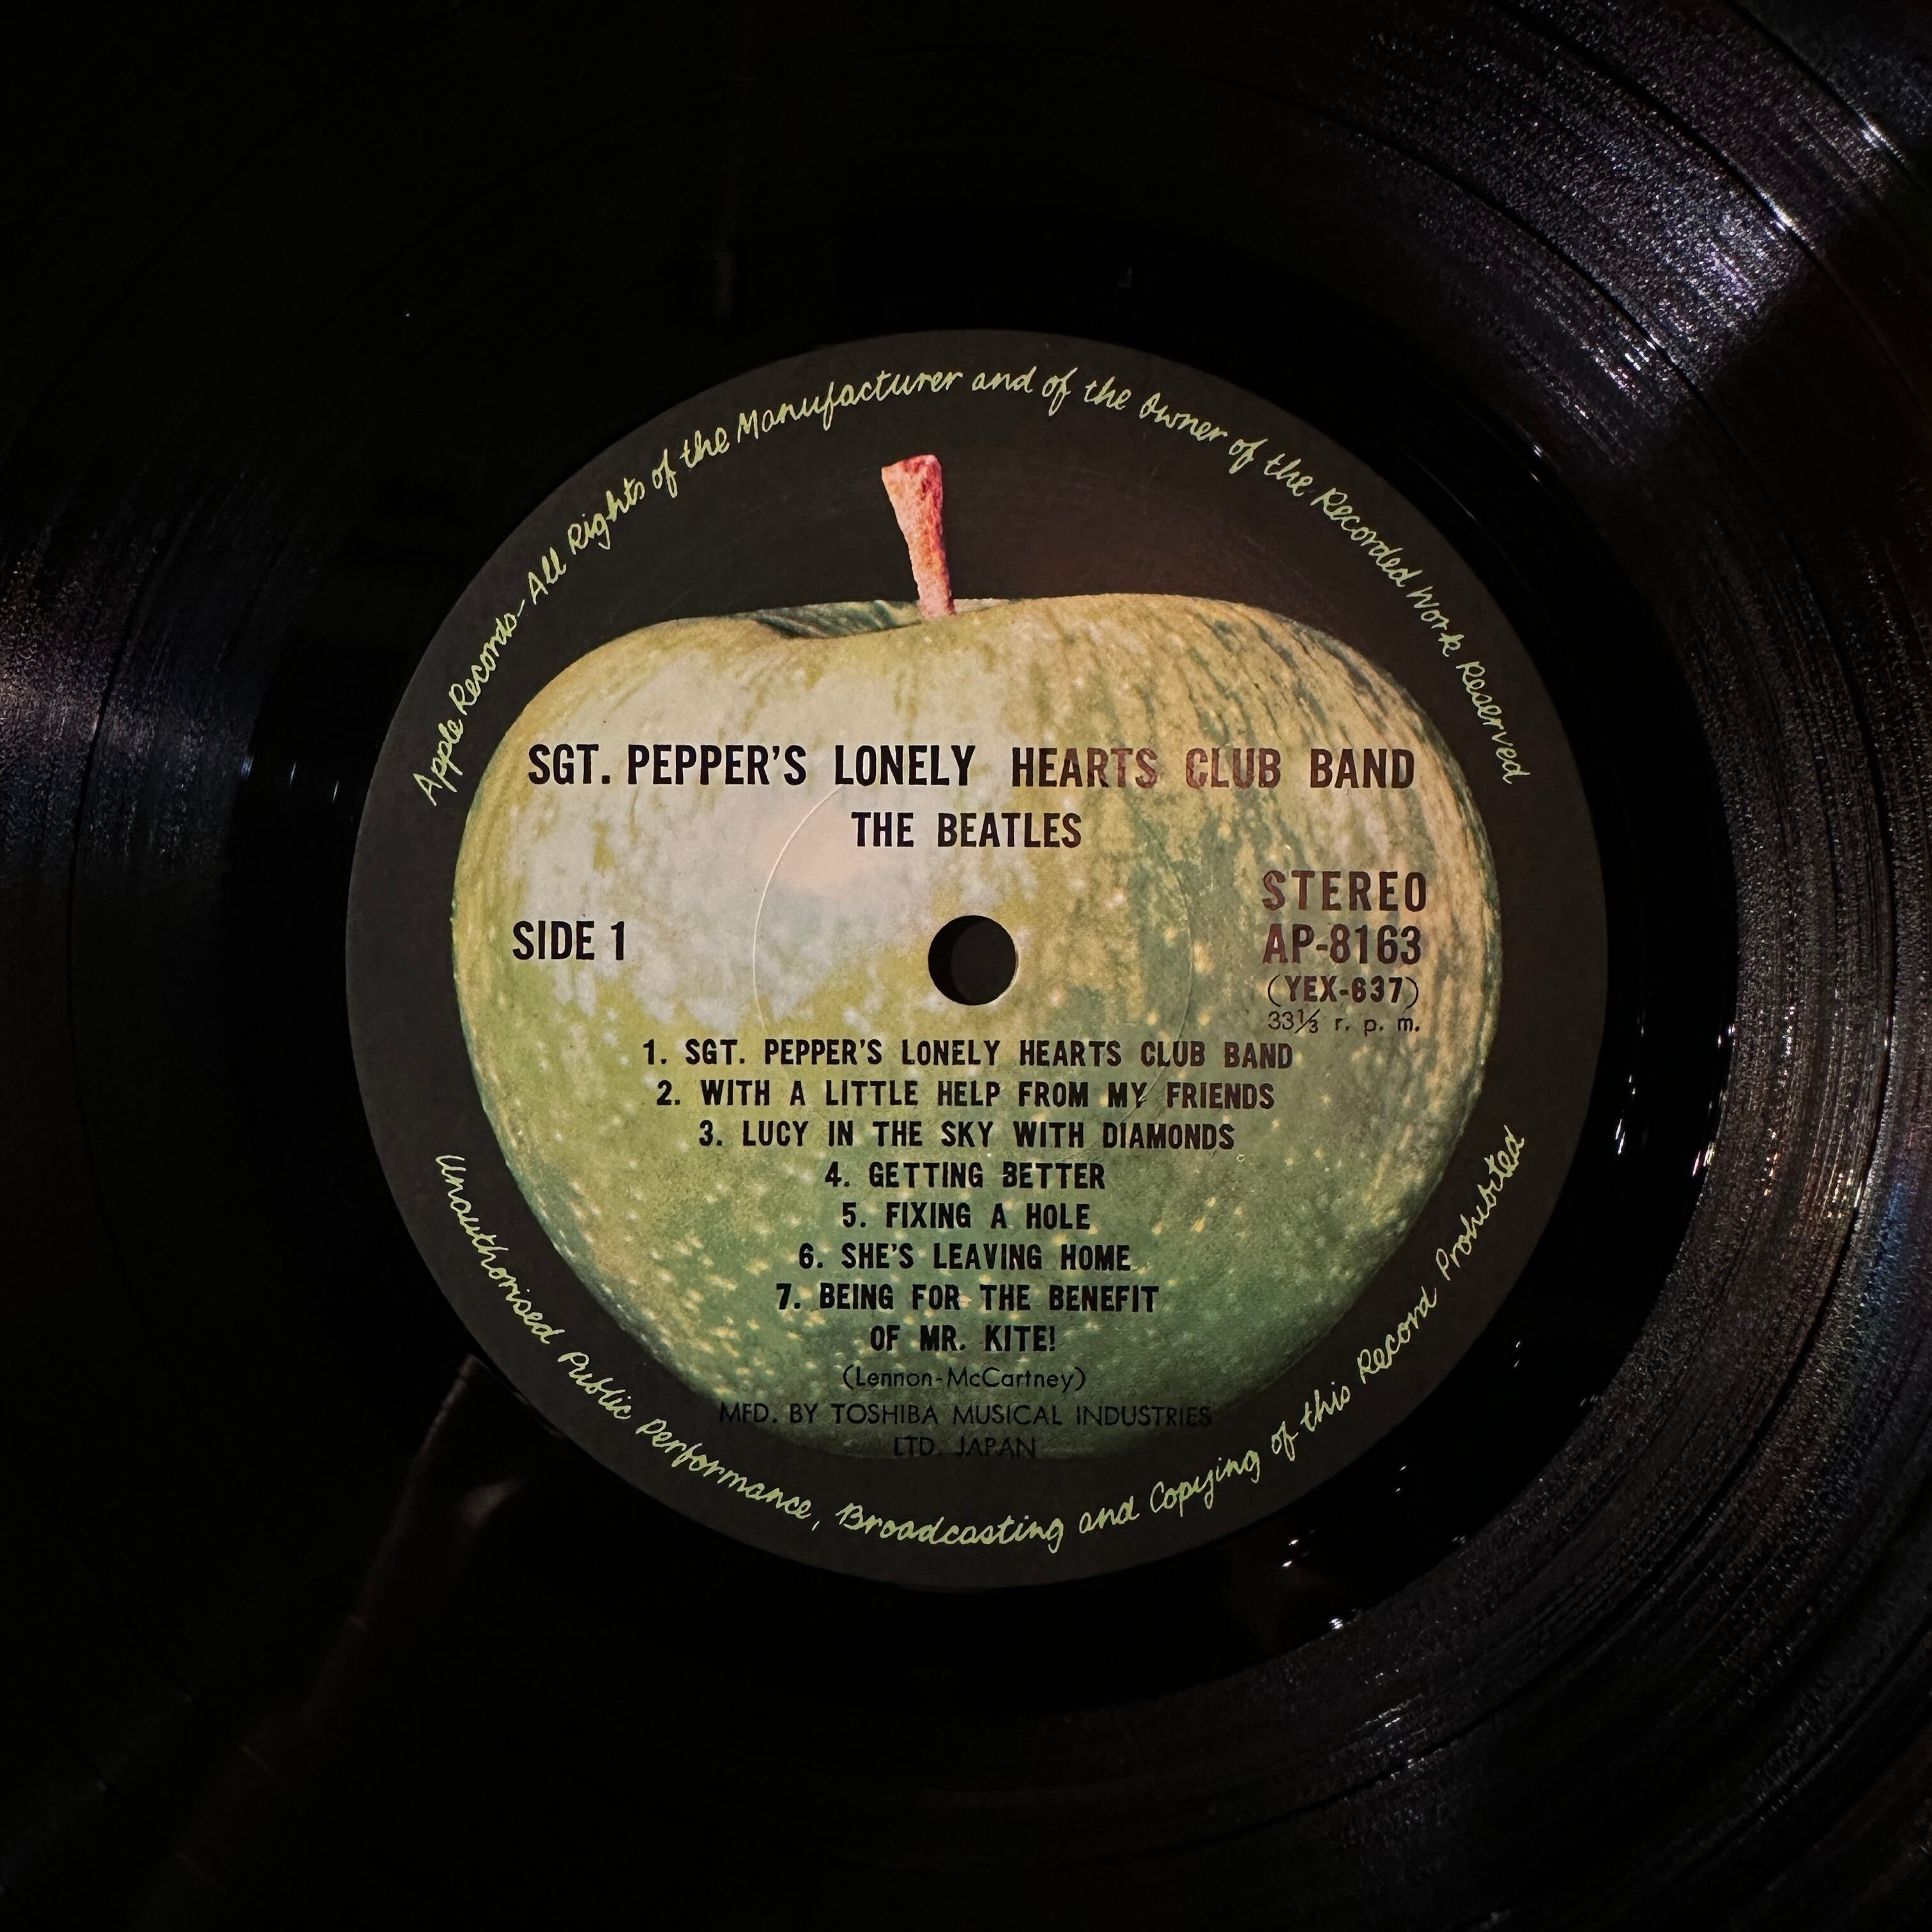 Apple Records - All Rights of the Manufacturer and of the Owner of the Recorded Work Reserved
SGT. PEPPER'S LONELY HEARTS CLUB BAND
THE BEATLES
SIDE 1
STEREO
AP-8163
(YEX-637)
33⅓ r. p. m.
1. SGT. PEPPER'S LONELY HEARTS CLUB BAND
2. WITH A LITTLE HELP FROM MY FRIENDS
3. LUCY IN THE SKY WITH DIAMONDS
4. GETTING BETTER
5. FIXING A HOLE
6. SHE'S LEAVING HOME
7. BEING FOR THE BENEFIT
OF MR. KITE!
(Lennon-McCartney)
MFD. BY TOSHIBA MUSICAL INDUSTRIES
LTD. JAPAN
Unauthorised Public Performance, Broadcasting and Copying of this Record Prohibited